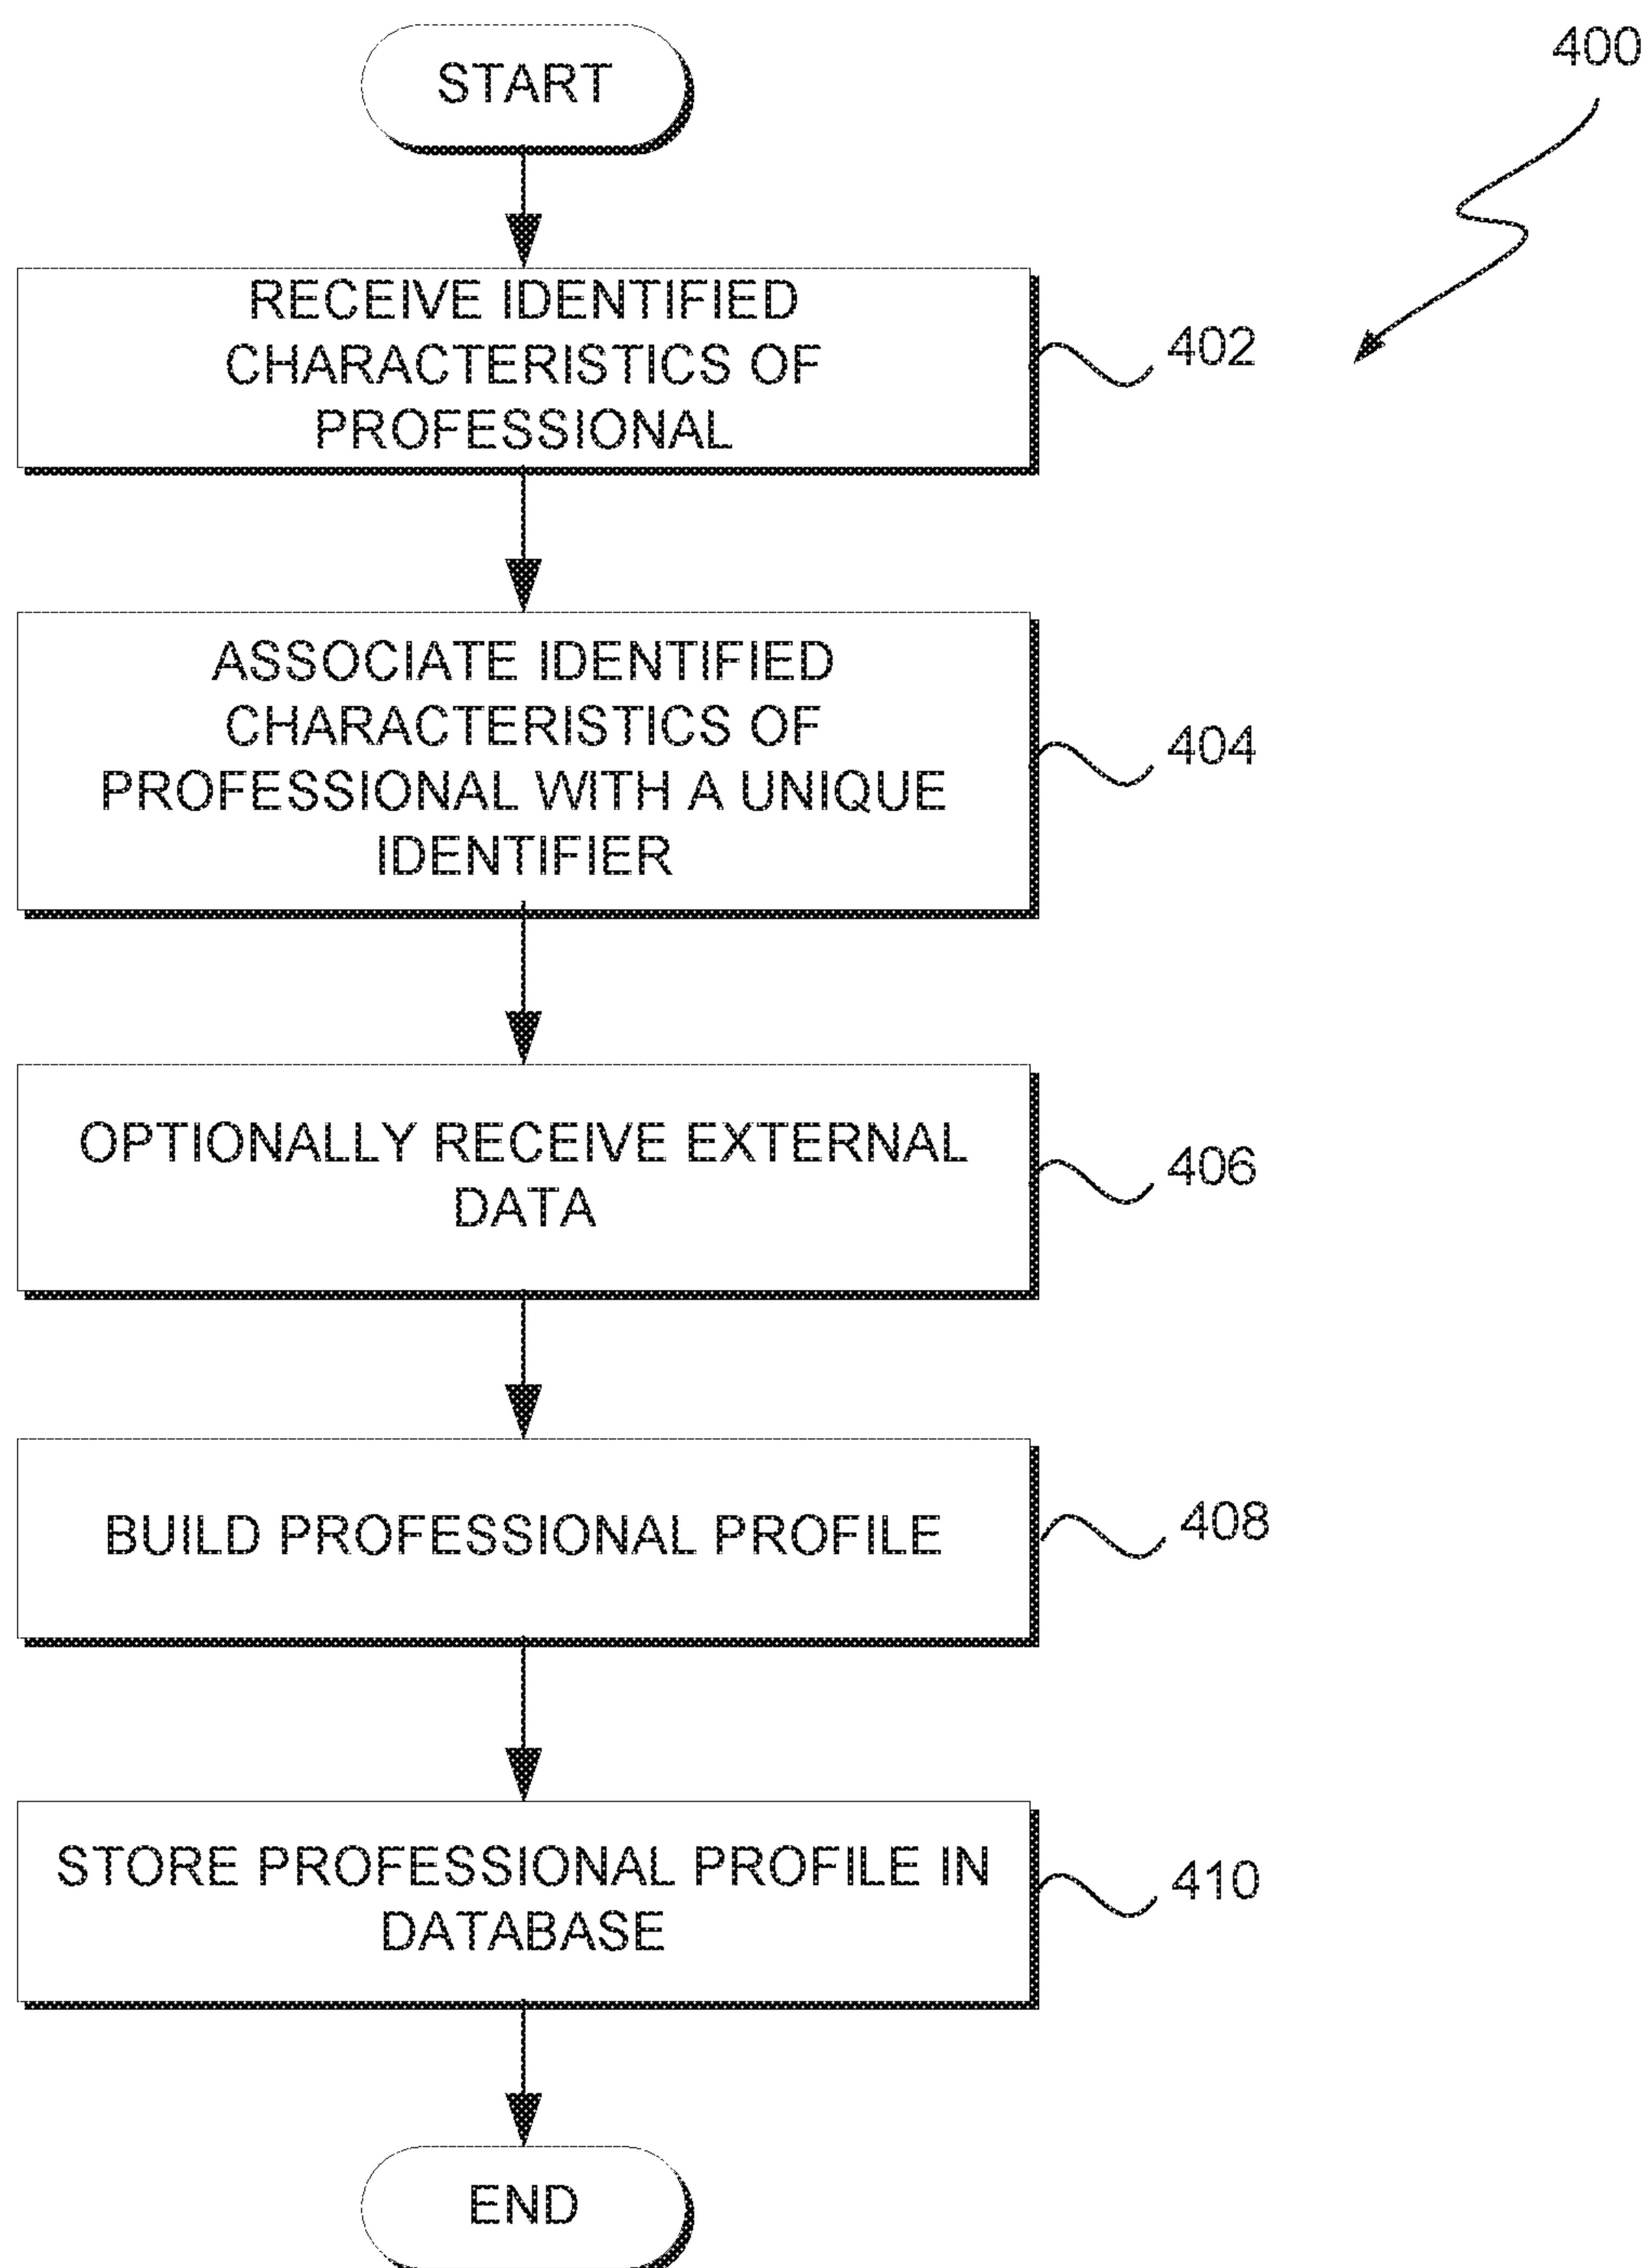 START
400
RECEIVE IDENTIFIED
CHARACTERISTICS OF
PROFESSIONAL
402
ASSOCIATE IDENTIFIED
CHARACTERISTICS OF
PROFESSIONAL WITH A UNIQUE
IDENTIFIER
404
OPTIONALLY RECEIVE EXTERNAL
DATA
406
BUILD PROFESSIONAL PROFILE
408
STORE PROFESSIONAL PROFILE IN
DATABASE
410
END